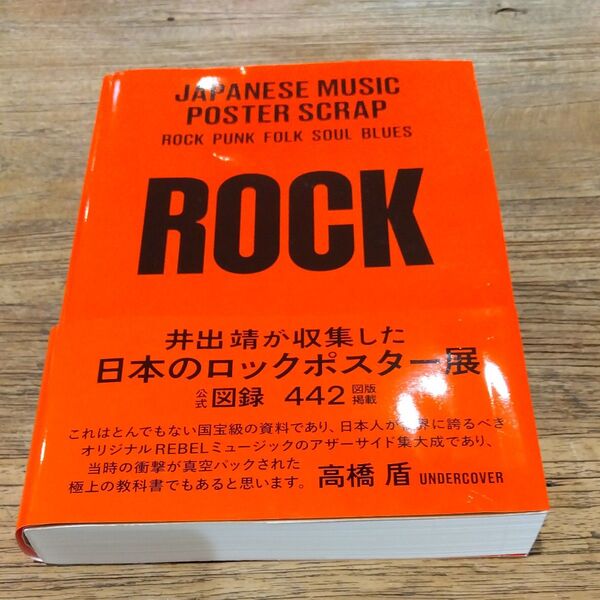 JAPANESE MUSIC
POSTER SCRAP
ROCK PUNK FOLK SOUL BLUES
ROCK
井出靖が収集した
日本のロックポスター展
公式図録 442図版掲載
これはとんでもない国宝級の資料であり、日本人が世界に誇るべき
オリジナルREBELミュージックのアザーサイド集大成であり、
当時の衝撃が真空パックされた
極上の教科書でもあると思います。 高橋 盾 UNDERCOVER